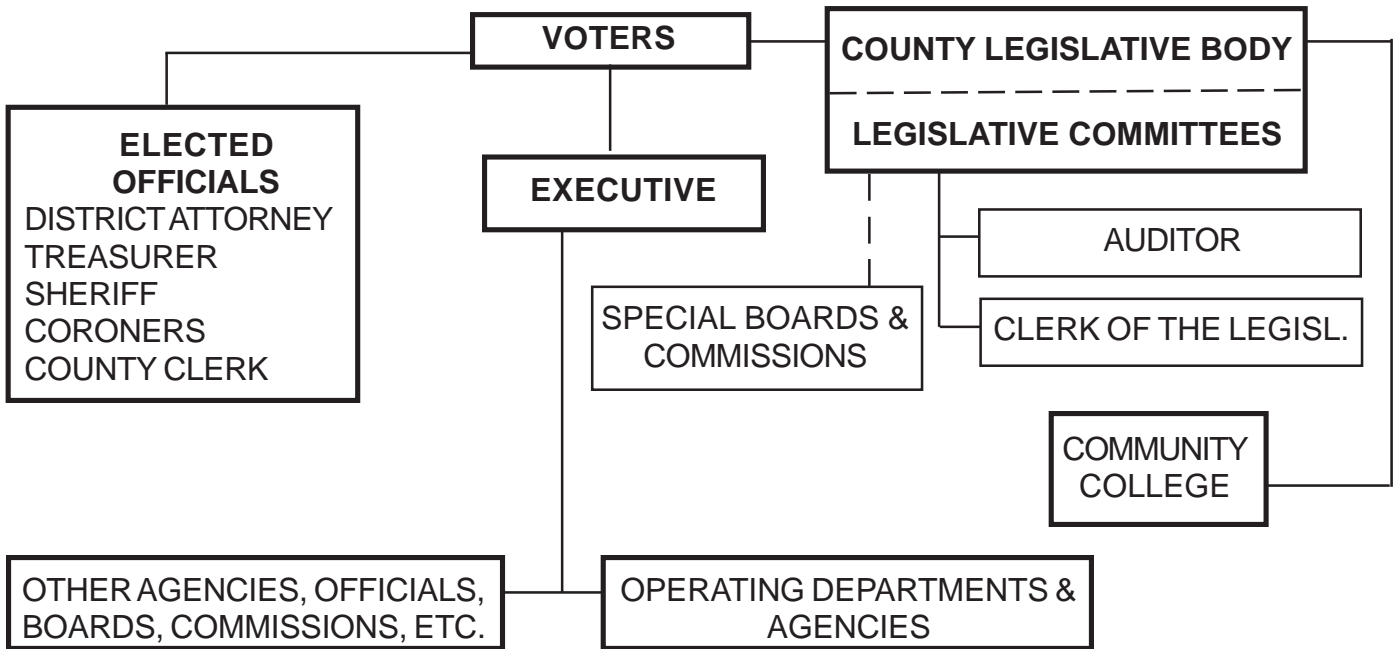 VOTERS
COUNTY LEGISLATIVE BODY
LEGISLATIVE COMMITTEES
ELECTED
OFFICIALS
DISTRICT ATTORNEY
TREASURER
SHERIFF
CORONERS
COUNTY CLERK
EXECUTIVE
AUDITOR
SPECIAL BOARDS &
COMMISSIONS
CLERK OF THE LEGISL.
COMMUNITY
COLLEGE
OTHER AGENCIES, OFFICIALS,
BOARDS, COMMISSIONS, ETC.
OPERATING DEPARTMENTS &
AGENCIES